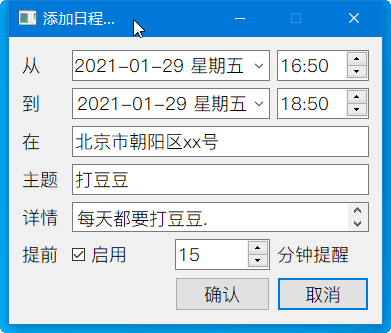 添加日程...
从 2021-01-29 星期五 16:50
到 2021-01-29 星期五 18:50
在 北京市朝阳区xx号
主题 打豆豆
详情 每天都要打豆豆.
提前 启用 15 分钟提醒
确认 取消